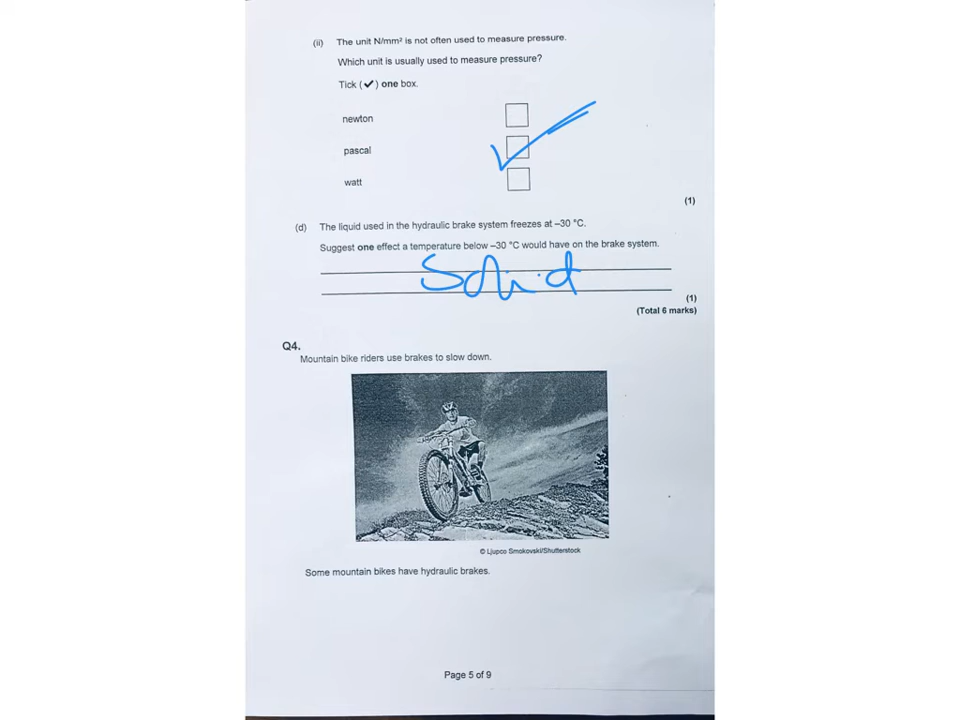 (ii) The unit N/mm² is not often used to measure pressure.
Which unit is usually used to measure pressure?
Tick (✔) one box.
newton
pascal
watt
(1)
(d) The liquid used in the hydraulic brake system freezes at –30 °C.
Suggest one effect a temperature below –30 °C would have on the brake system.
Solid
(1)
(Total 6 marks)
Q4.
Mountain bike riders use brakes to slow down.
© Ljupco Smokovski/Shutterstock
Some mountain bikes have hydraulic brakes.
Page 5 of 9